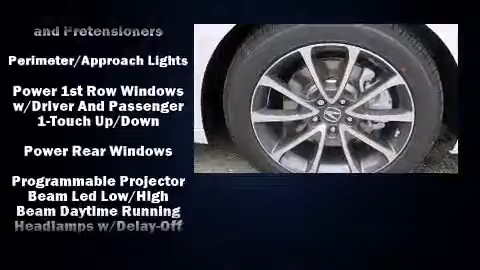 and Pretensioners
Perimeter/Approach Lights
Power 1st Row Windows
w/Driver And Passenger
1-Touch Up/Down
Power Rear Windows
Programmable Projector
Beam Led Low/High
Beam Daytime Running
Headlamps w/Delay-Off